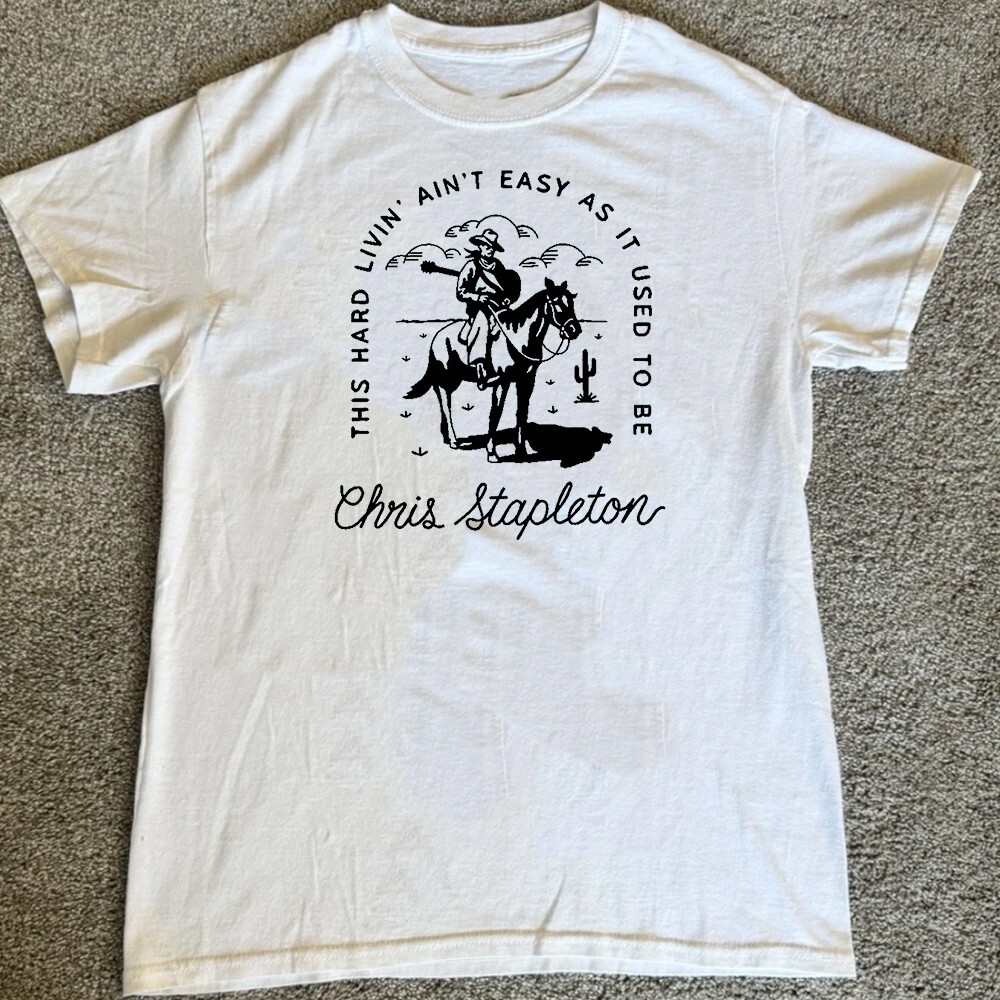 THIS HARD LIVIN' AIN'T EASY AS IT USED TO BE
Chris Stapleton